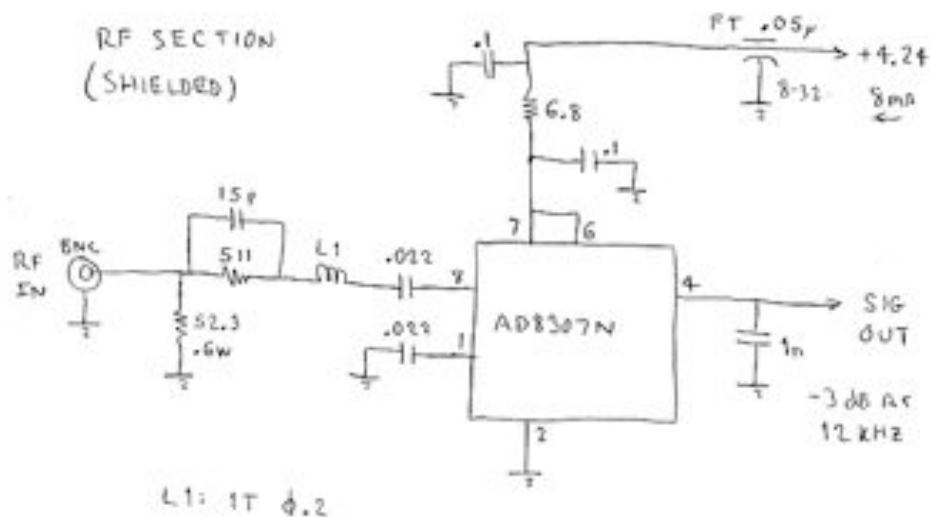 RF SECTION
(SHIELDED)
.1
FT .05µ
+4.24
8-32
8mA
6.8
.1
15p
511
L1
.022
7
6
8
RF
IN
BNC
52.3
.6W
.022
1
AD8307N
4
SIG
OUT
1n
2
-3 dB AT
12 KHZ
L1: 1T ϕ.2